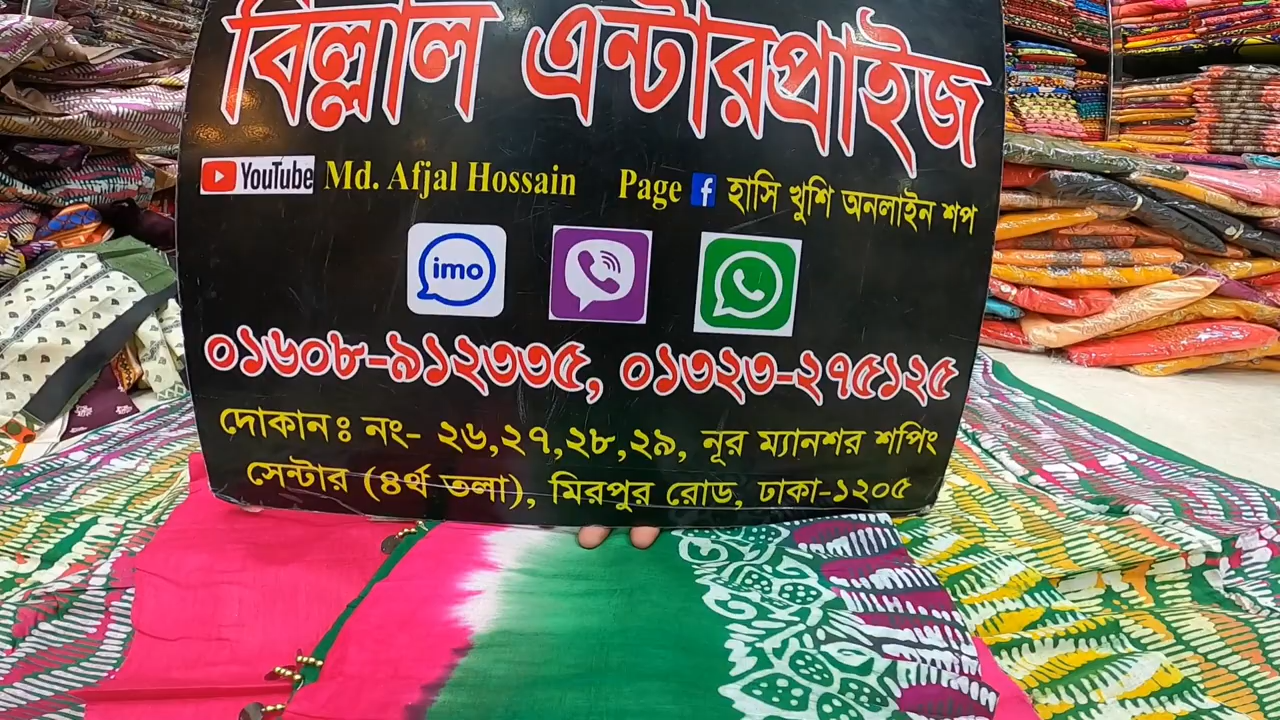 বিল্লাল এন্টারপ্রাইজ
YouTube Md. Afjal Hossain Page f হাসি খুশি অনলাইন শপ
imo
০১৬০৮-৯১২৩৩৫, ০১৩২৩-২৭৫১২৫
দোকানঃ নং- ২৬,২৭,২৮,২৯, নূর ম্যানশর শপিং
সেন্টার (৪র্থ তলা), মিরপুর রোড, ঢাকা-১২০৫